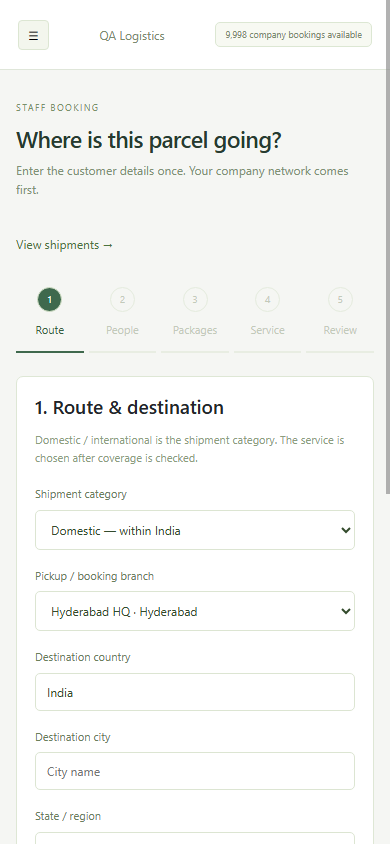 ☰
QA Logistics
9,998 company bookings available
STAFF BOOKING
Where is this parcel going?
Enter the customer details once. Your company network comes
first.
View shipments →
1
2
3
4
5
Route
People
Packages
Service
Review
1. Route & destination
Domestic / international is the shipment category. The service is
chosen after coverage is checked.
Shipment category
Domestic — within India
Pickup / booking branch
Hyderabad HQ · Hyderabad
Destination country
India
Destination city
City name
State / region